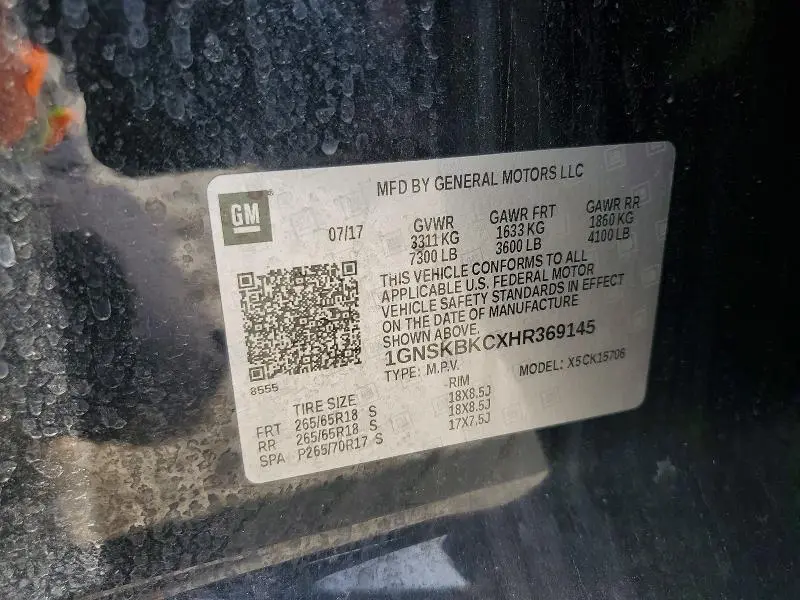 MFD BY GENERAL MOTORS LLC
GM
07/17 GVWR GAWR FRT GAWR RR
3311 KG 1633 KG 1860 KG
7300 LB 3600 LB 4100 LB
THIS VEHICLE CONFORMS TO ALL
APPLICABLE U.S. FEDERAL MOTOR
VEHICLE SAFETY STANDARDS IN EFFECT
ON THE DATE OF MANUFACTURE
SHOWN ABOVE.
1GNSKBKCXHR369145
TYPE: M.P.V. MODEL: X5 CK15706
8555
TIRE SIZE RIM
FRT 265/65R18 S 18X8.5J
RR 265/65R18 S 18X8.5J
SPA P265/70R17 S 17X7.5J